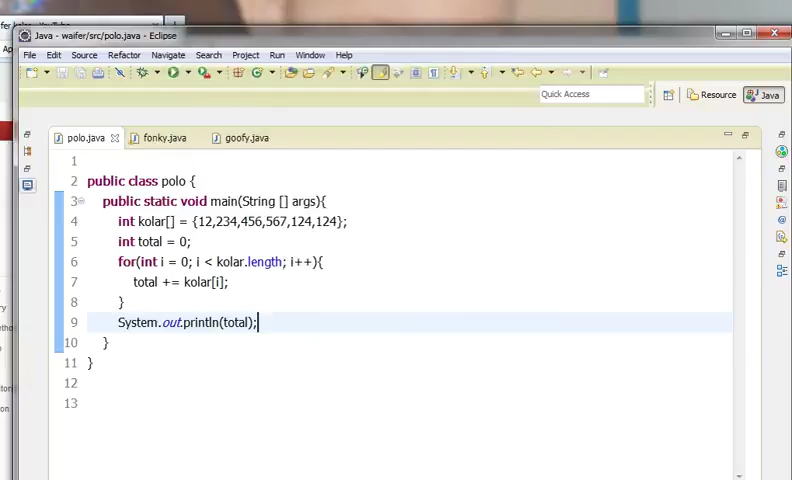 Java - waifer/src/polo.java - Eclipse
File Edit Source Refactor Navigate Search Project Run Window Help
Quick Access Resource Java
polo.java fonky.java goofy.java
1
2 public class polo {
3 public static void main(String [] args){
4 int kolar[] = {12,234,456,567,124,124};
5 int total = 0;
6 for(int i = 0; i < kolar.length; i++){
7 total += kolar[i];
8 }
9 System.out.println(total);
10 }
11 }
12
13